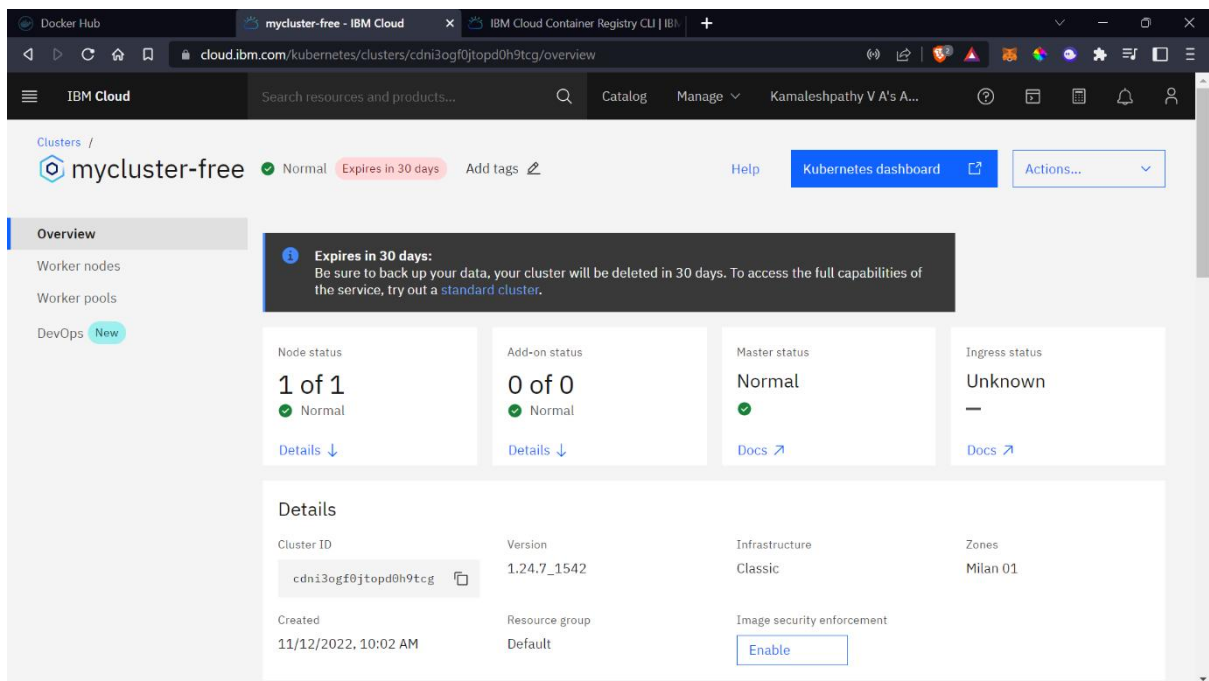 Docker Hub
mycluster-free - IBM Cloud
IBM Cloud Container Registry CLI | IBM
cloud.ibm.com/kubernetes/clusters/cdni3ogf0jtopd0h9tcg/overview
IBM Cloud
Search resources and products...
Catalog
Manage
Kamaleshpathy V A's A...
Clusters /
mycluster-free
Normal
Expires in 30 days
Add tags
Help
Kubernetes dashboard
Actions...
Overview
Worker nodes
Worker pools
DevOps New
Expires in 30 days:
Be sure to back up your data, your cluster will be deleted in 30 days. To access the full capabilities of
the service, try out a standard cluster.
Node status
1 of 1
Normal
Details
Add-on status
0 of 0
Normal
Details
Master status
Normal
Docs
Ingress status
Unknown
Docs
Details
Cluster ID
cdni3ogf0jtopd0h9tcg
Version
1.24.7_1542
Infrastructure
Classic
Zones
Milan 01
Created
11/12/2022, 10:02 AM
Resource group
Default
Image security enforcement
Enable